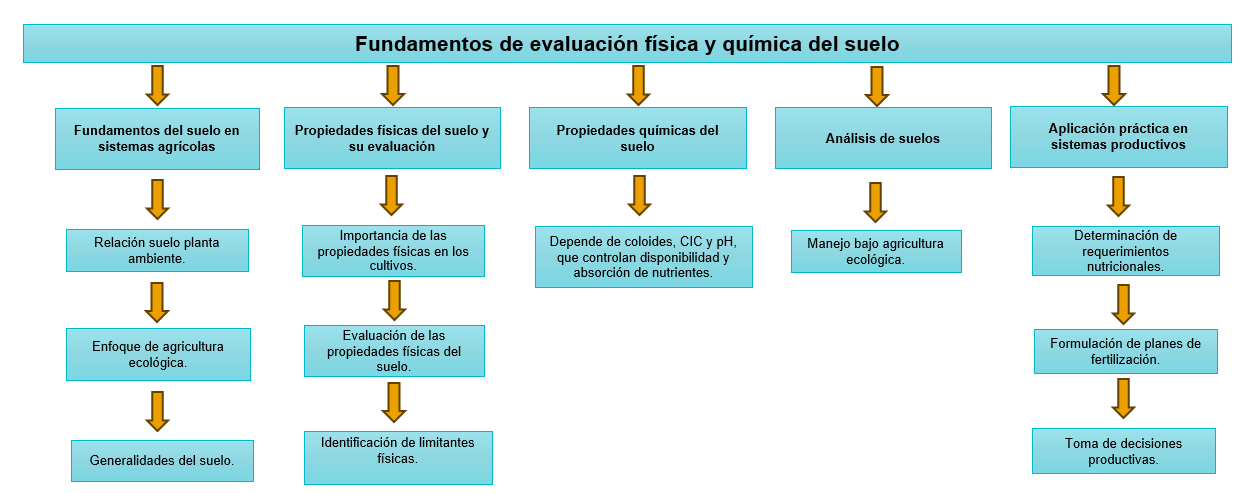 Fundamentos de evaluación física y química del suelo
Fundamentos del suelo en
sistemas agrícolas
Relación suelo planta
ambiente.
Enfoque de agricultura
ecológica.
Generalidades del suelo.
Propiedades físicas del suelo y
su evaluación
Importancia de las
propiedades físicas en los
cultivos.
Evaluación de las
propiedades físicas del
suelo.
Identificación de limitantes
físicas.
Propiedades químicas del
suelo
Depende de coloides, CIC y pH,
que controlan disponibilidad y
absorción de nutrientes.
Análisis de suelos
Manejo bajo agricultura
ecológica.
Aplicación práctica en
sistemas productivos
Determinación de
requerimientos
nutricionales.
Formulación de planes de
fertilización.
Toma de decisiones
productivas.